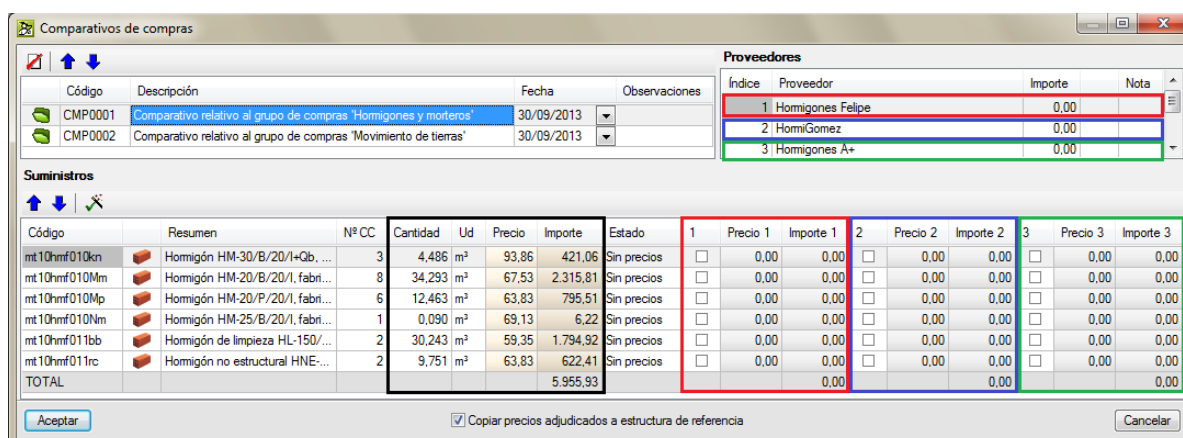 Comparativos de compras
Proveedores
Código Descripción Fecha Observaciones
CMP0001 Comparativo relativo al grupo de compras 'Hormigones y morteros' 30/09/2013
CMP0002 Comparativo relativo al grupo de compras 'Movimiento de tierras' 30/09/2013
Índice Proveedor Importe Nota
1 Hormigones Felipe 0,00
2 HormiGomez 0,00
3 Hormigones A+ 0,00
Suministros
Código Resumen Nº CC Cantidad Ud Precio Importe Estado 1 Precio 1 Importe 1 2 Precio 2 Importe 2 3 Precio 3 Importe 3
mt10hmf010kn Hormigón HM-30/B/20/I+Qb, ... 3 4,486 m³ 93,86 421,06 Sin precios 0,00 0,00 0,00 0,00 0,00 0,00
mt10hmf010Mm Hormigón HM-20/B/20/I, fabri... 8 34,293 m³ 67,53 2.315,81 Sin precios 0,00 0,00 0,00 0,00 0,00 0,00
mt10hmf010Mp Hormigón HM-20/P/20/I, fabri... 6 12,463 m³ 63,83 795,51 Sin precios 0,00 0,00 0,00 0,00 0,00 0,00
mt10hmf010Nm Hormigón HM-25/B/20/I, fabri... 1 0,090 m³ 69,13 6,22 Sin precios 0,00 0,00 0,00 0,00 0,00 0,00
mt10hmf011bb Hormigón de limpieza HL-150/... 2 30,243 m³ 59,35 1.794,92 Sin precios 0,00 0,00 0,00 0,00 0,00 0,00
mt10hmf011rc Hormigón no estructural HNE-... 2 9,751 m³ 63,83 622,41 Sin precios 0,00 0,00 0,00 0,00 0,00 0,00
TOTAL 5.955,93 0,00 0,00 0,00
Aceptar Copiar precios adjudicados a estructura de referencia Cancelar